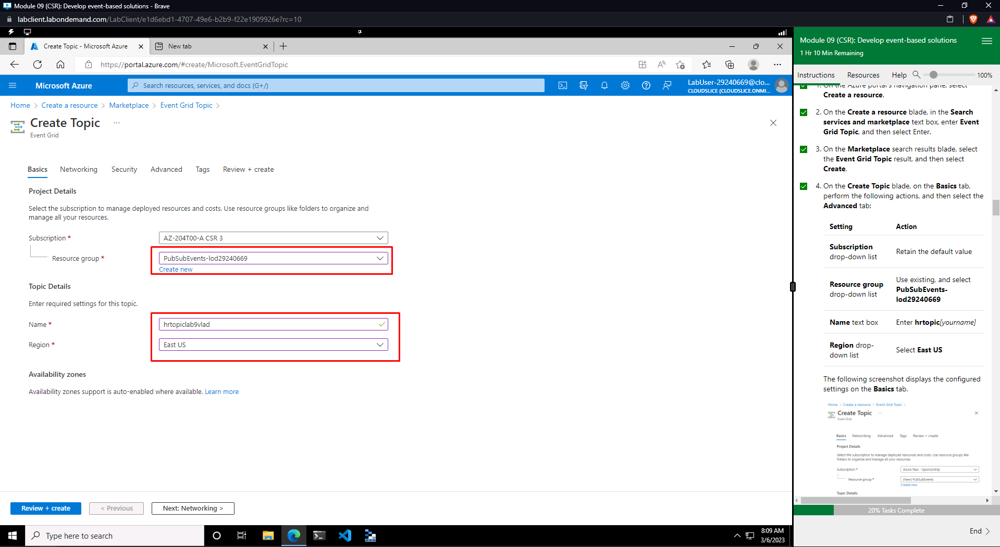 Module 09 (CSR): Develop event-based solutions - Brave
labclient.labondemand.com/LabClient/e1d6ebd1-4707-49e6-b2b9-f22e1909926e?rc=10
Create Topic - Microsoft Azure
New tab
https://portal.azure.com/#create/Microsoft.EventGridTopic
Microsoft Azure
Search resources, services, and docs (G+/)
LabUser-29240669@clo...
CLOUDSLICE (CLOUDSLICE.ONMI...
Home > Create a resource > Marketplace > Event Grid Topic >
Create Topic ...
Event Grid
Basics Networking Security Advanced Tags Review + create
Project Details
Select the subscription to manage deployed resources and costs. Use resource groups like folders to organize and
manage all your resources.
Subscription *
AZ-204T00-A CSR 3
Resource group *
PubSubEvents-lod29240669
Create new
Topic Details
Enter required settings for this topic.
Name *
hrtopiclab9vlad
Region *
East US
Availability zones
Availability zones support is auto-enabled where available. Learn more
Review + create
< Previous
Next: Networking >
Type here to search
8:09 AM
3/6/2023
Module 09 (CSR): Develop event-based solutions
1 Hr 10 Min Remaining
Instructions Resources Help 100%
1. On the Azure portal's navigation pane, select
Create a resource.
2. On the Create a resource blade, in the Search
services and marketplace text box, enter Event
Grid Topic, and then select Enter.
3. On the Marketplace search results blade, select
the Event Grid Topic result, and then select
Create.
4. On the Create Topic blade, on the Basics tab,
perform the following actions, and then select the
Advanced tab:
Setting Action
Subscription
drop-down list
Retain the default value
Resource group
drop-down list
Use existing, and select
PubSubEvents-
lod29240669
Name text box
Enter hrtopic[yourname]
Region drop-
down list
Select East US
The following screenshot displays the configured
settings on the Basics tab.
Home > Create a resource > Event Grid Topic >
Create Topic ...
Event Grid
Basics Networking Advanced Tags Review + create
Project Details
Select the subscription to manage deployed resources and costs. Use resource groups like
folders to organize and manage all your resources.
Subscription *
Azure Pass - Sponsorship
Resource group *
(New) PubSubEvents
Create new
Topic Details
20% Tasks Complete
End >